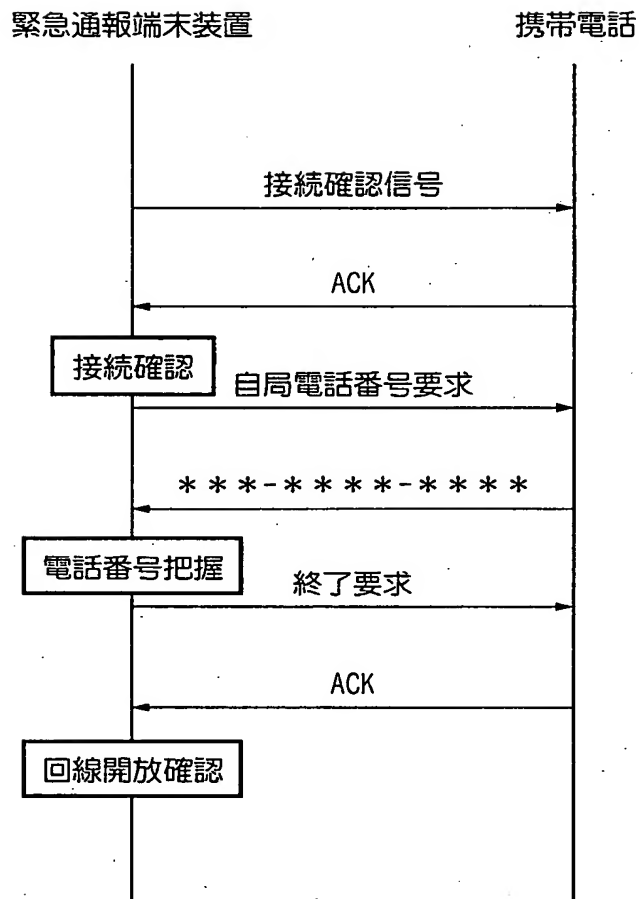 緊急通報端末装置
携帯電話
接続確認信号
ACK
接続確認
自局電話番号要求
***-****-****
電話番号把握
終了要求
ACK
回線開放確認